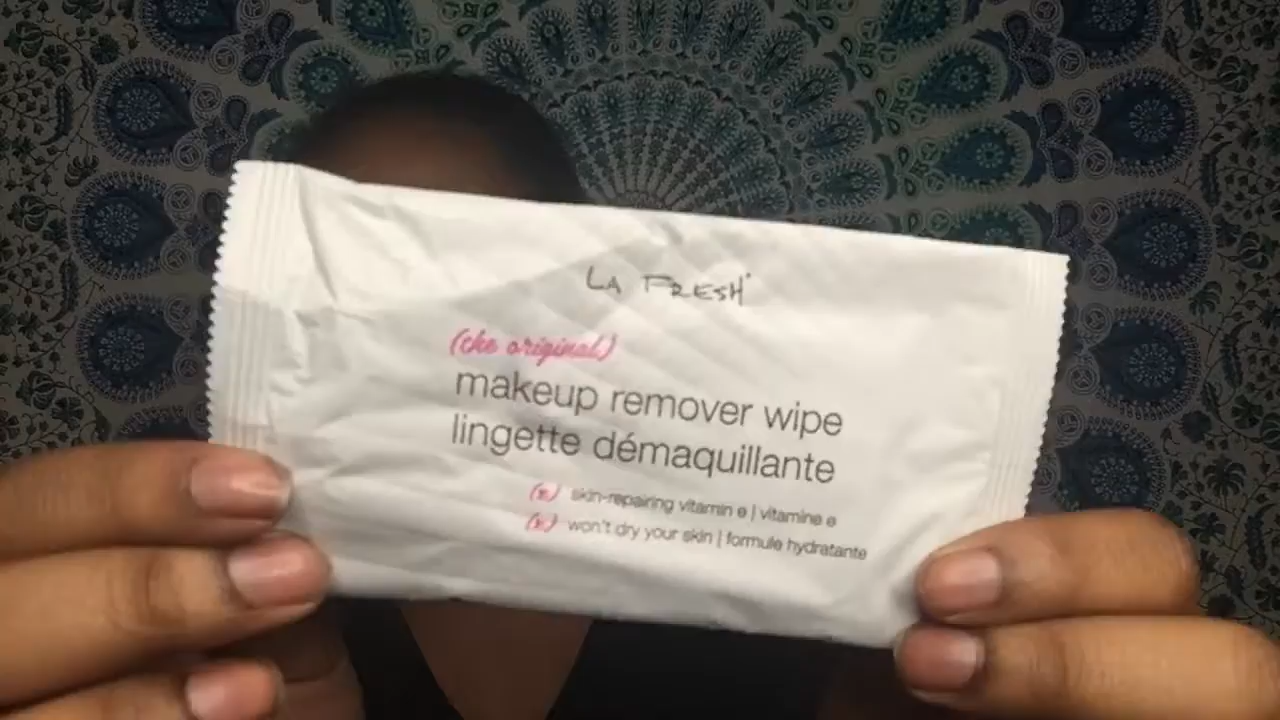 LA FRESH
(the original)
makeup remover wipe
lingette démaquillante
(x) skin-repairing vitamin e | vitamine e
(x) won't dry your skin | formule hydratante